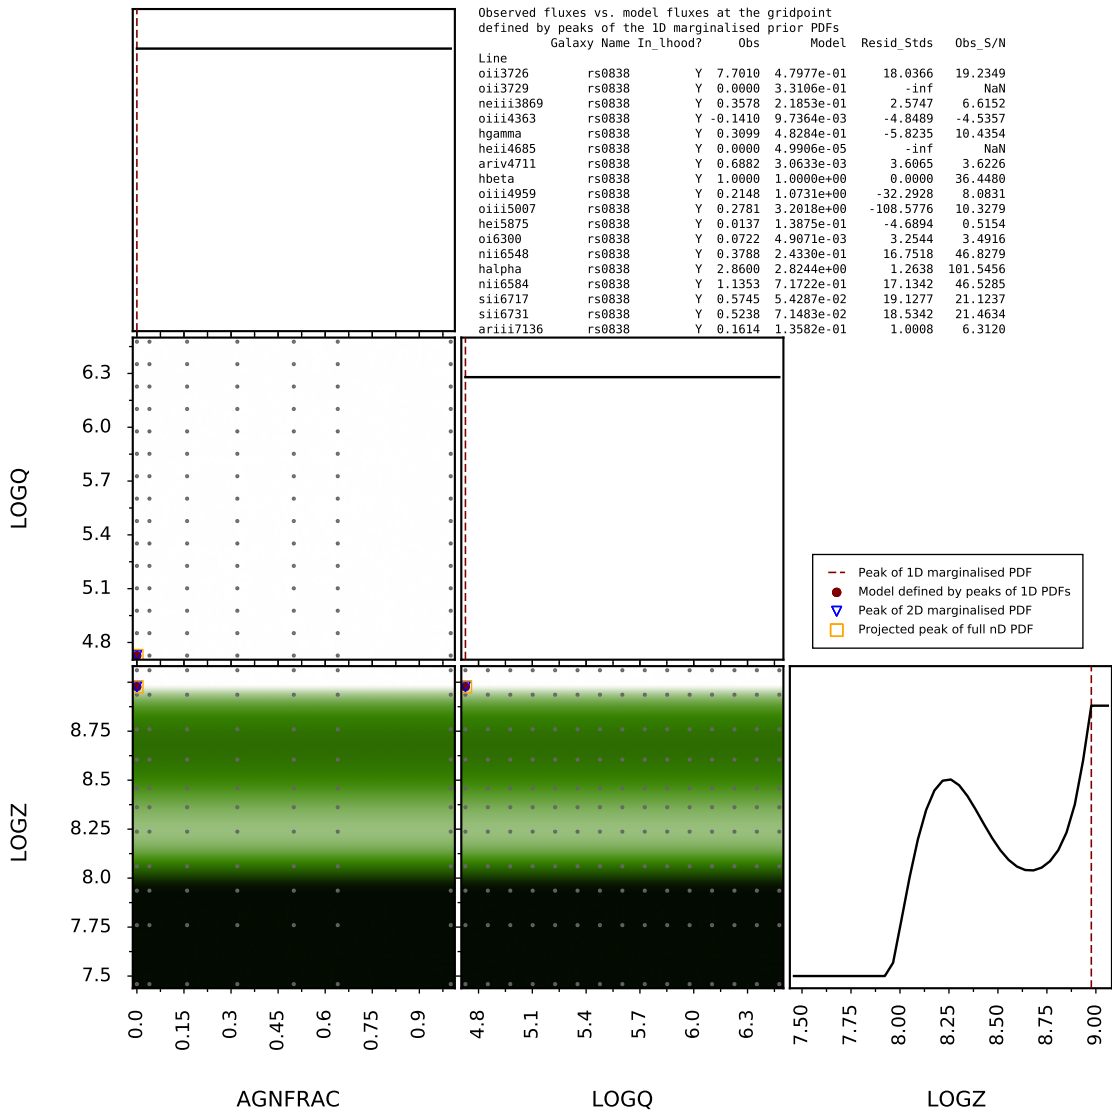 Observed fluxes vs. model fluxes at the gridpoint
defined by peaks of the 1D marginalised prior PDFs
Galaxy Name In_lhood? Obs Model Resid_Stds Obs_S/N
Line
oii3726 rs0838 Y 7.7010 4.7977e-01 18.0366 19.2349
oii3729 rs0838 Y 0.0000 3.3106e-01 -inf NaN
neiii3869 rs0838 Y 0.3578 2.1853e-01 2.5747 6.6152
oiii4363 rs0838 Y -0.1410 9.7364e-03 -4.8489 -4.5357
hgamma rs0838 Y 0.3099 4.8284e-01 -5.8235 10.4354
heii4685 rs0838 Y 0.0000 4.9906e-05 -inf NaN
ariv4711 rs0838 Y 0.6882 3.0633e-03 3.6065 3.6226
hbeta rs0838 Y 1.0000 1.0000e+00 0.0000 36.4480
oiii4959 rs0838 Y 0.2148 1.0731e+00 -32.2928 8.0831
oiii5007 rs0838 Y 0.2781 3.2018e+00 -108.5776 10.3279
hei5875 rs0838 Y 0.0137 1.3875e-01 -4.6894 0.5154
oi6300 rs0838 Y 0.0722 4.9071e-03 3.2544 3.4916
nii6548 rs0838 Y 0.3788 2.4330e-01 16.7518 46.8279
halpha rs0838 Y 2.8600 2.8244e+00 1.2638 101.5456
nii6584 rs0838 Y 1.1353 7.1722e-01 17.1342 46.5285
sii6717 rs0838 Y 0.5745 5.4287e-02 19.1277 21.1237
sii6731 rs0838 Y 0.5238 7.1483e-02 18.5342 21.4634
ariii7136 rs0838 Y 0.1614 1.3582e-01 1.0008 6.3120
LOGQ
6.3
6.0
5.7
5.4
5.1
4.8
Peak of 1D marginalised PDF
Model defined by peaks of 1D PDFs
Peak of 2D marginalised PDF
Projected peak of full nD PDF
LOGZ
8.75
8.5
8.25
8.0
7.75
7.5
0.0 0.15 0.3 0.45 0.6 0.75 0.9
4.8 5.1 5.4 5.7 6.0 6.3
7.50 7.75 8.00 8.25 8.50 8.75 9.00
AGNFRAC LOGQ LOGZ